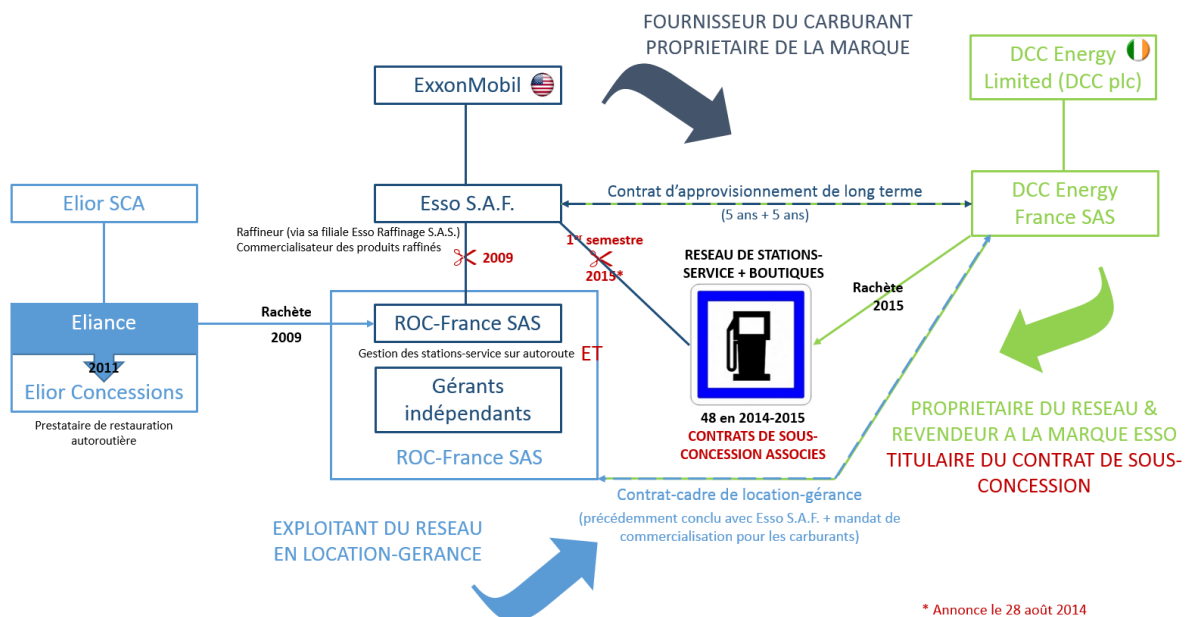 FOURNISSEUR DU CARBURANT
PROPRIETAIRE DE LA MARQUE
ExxonMobil
DCC Energy
Limited (DCC plc)
Elior SCA
Esso S.A.F.
Contrat d'approvisionnement de long terme
(5 ans + 5 ans)
DCC Energy
France SAS
Raffineur (via sa filiale Esso Raffinage S.A.S.)
Commercialisateur des produits raffinés
2009
1er semestre
2015*
RESEAU DE STATIONS-
SERVICE + BOUTIQUES
Rachète
2015
Eliance
2011
Elior Concessions
Prestataire de restauration
autoroutière
Rachète
2009
ROC-France SAS
Gestion des stations-service sur autoroute ET
Gérants
indépendants
ROC-France SAS
48 en 2014-2015
CONTRATS DE SOUS-
CONCESSION ASSOCIES
PROPRIETAIRE DU RESEAU &
REVENDEUR A LA MARQUE ESSO
TITULAIRE DU CONTRAT DE SOUS-
CONCESSION
Contrat-cadre de location-gérance
(précédemment conclu avec Esso S.A.F. + mandat de
commercialisation pour les carburants)
EXPLOITANT DU RESEAU
EN LOCATION-GERANCE
* Annonce le 28 août 2014